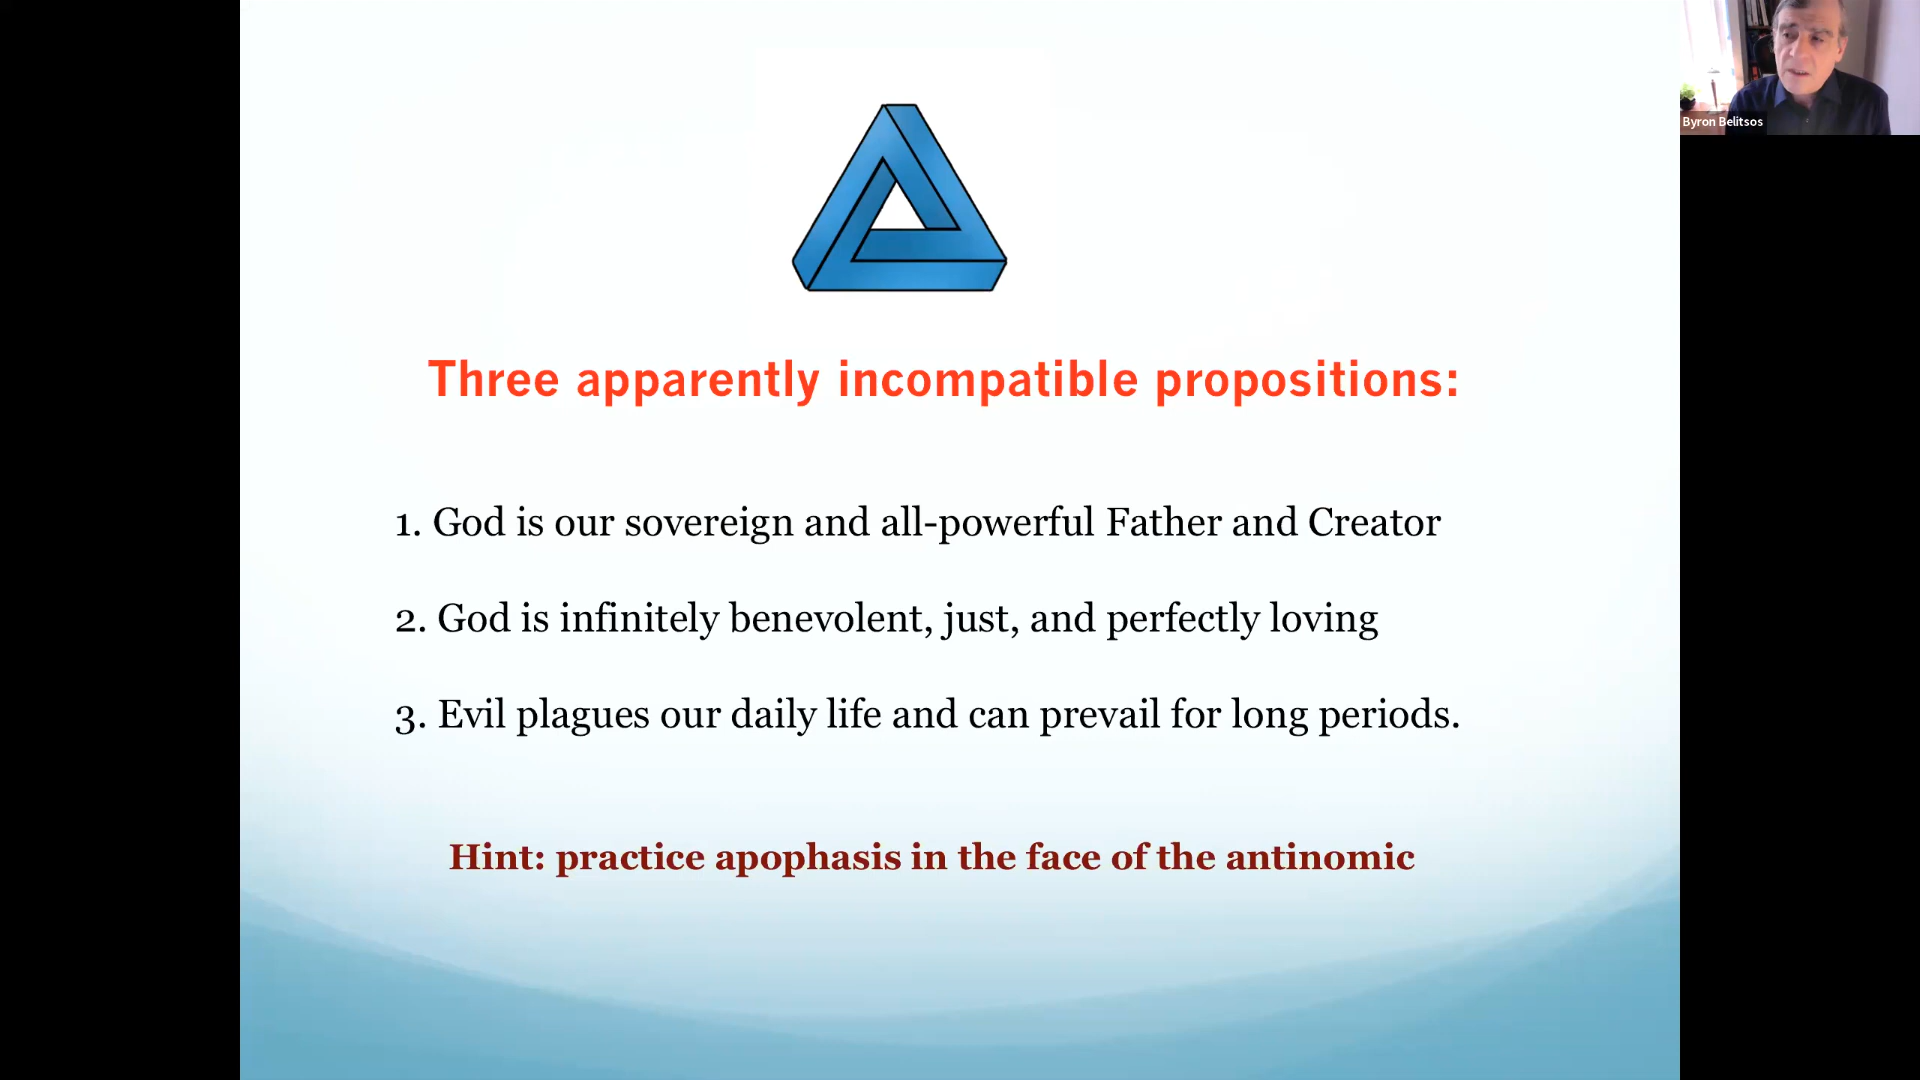 Byron Belitsos
Three apparently incompatible propositions:
1. God is our sovereign and all-powerful Father and Creator
2. God is infinitely benevolent, just, and perfectly loving
3. Evil plagues our daily life and can prevail for long periods.
Hint: practice apophasis in the face of the antinomic